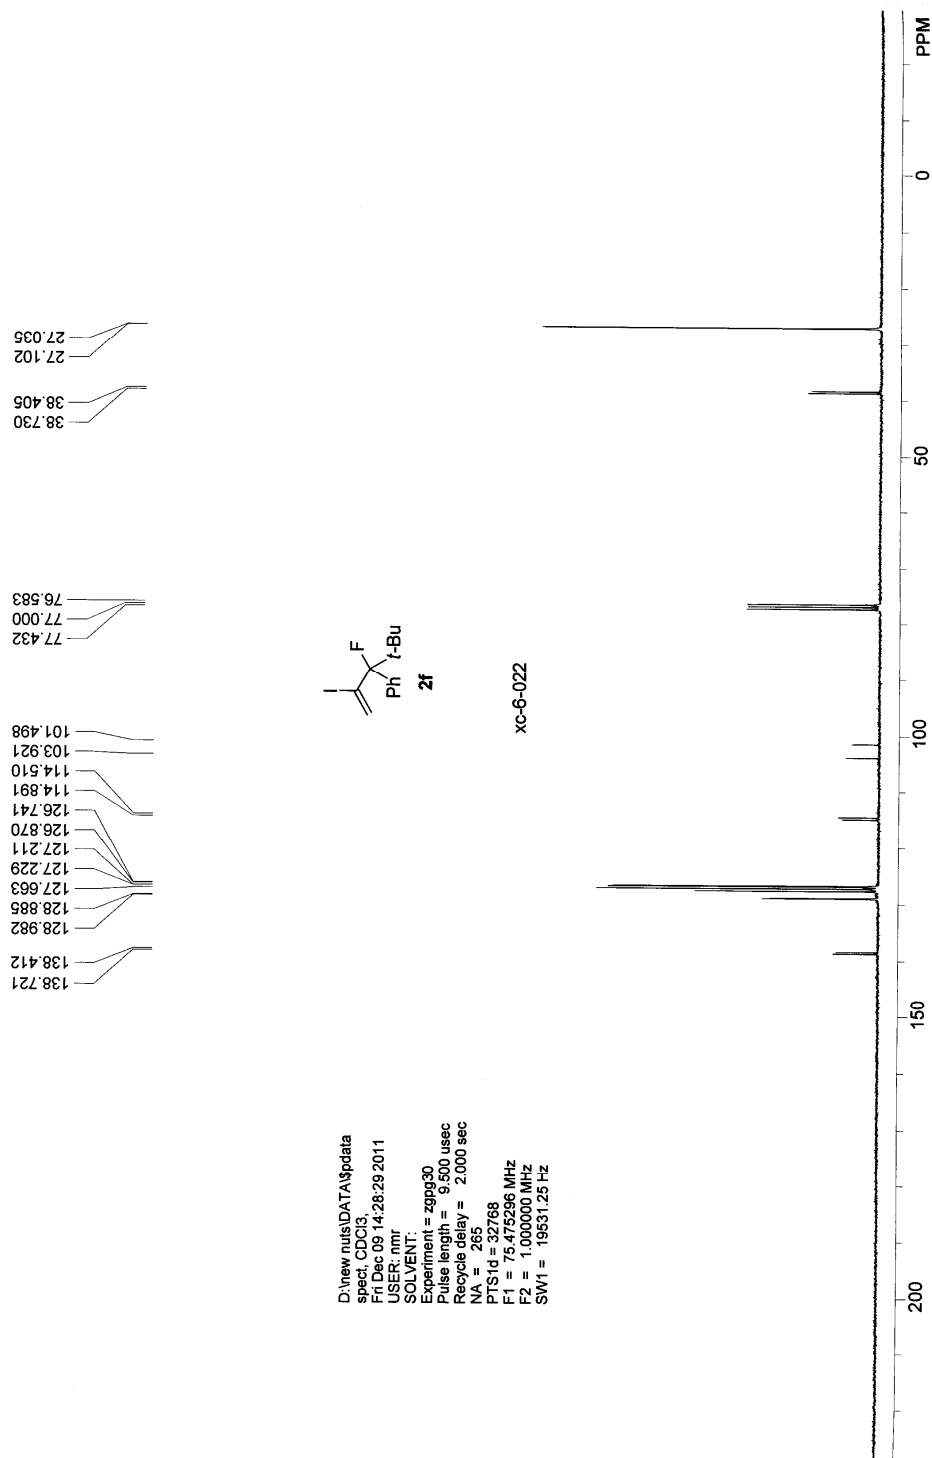 138.721
138.412
128.982
128.885
127.663
127.229
127.211
126.870
126.741
114.891
114.510
103.921
101.498
77.432
77.000
76.583
38.730
38.405
27.102
27.035
I
F
Ph
t-Bu
2f
xc-6-022
D:\new nuts\DATA\$pdata
spect, CDCl3,
Fri Dec 09 14:28:29 2011
USER: nmr
SOLVENT:
Experiment = zgpg30
Pulse length = 9.500 usec
Recycle delay = 2.000 sec
NA = 265
PTS1d = 32768
F1 = 75.475296 MHz
F2 = 1.000000 MHz
SW1 = 19531.25 Hz
200
150
100
50
0
PPM